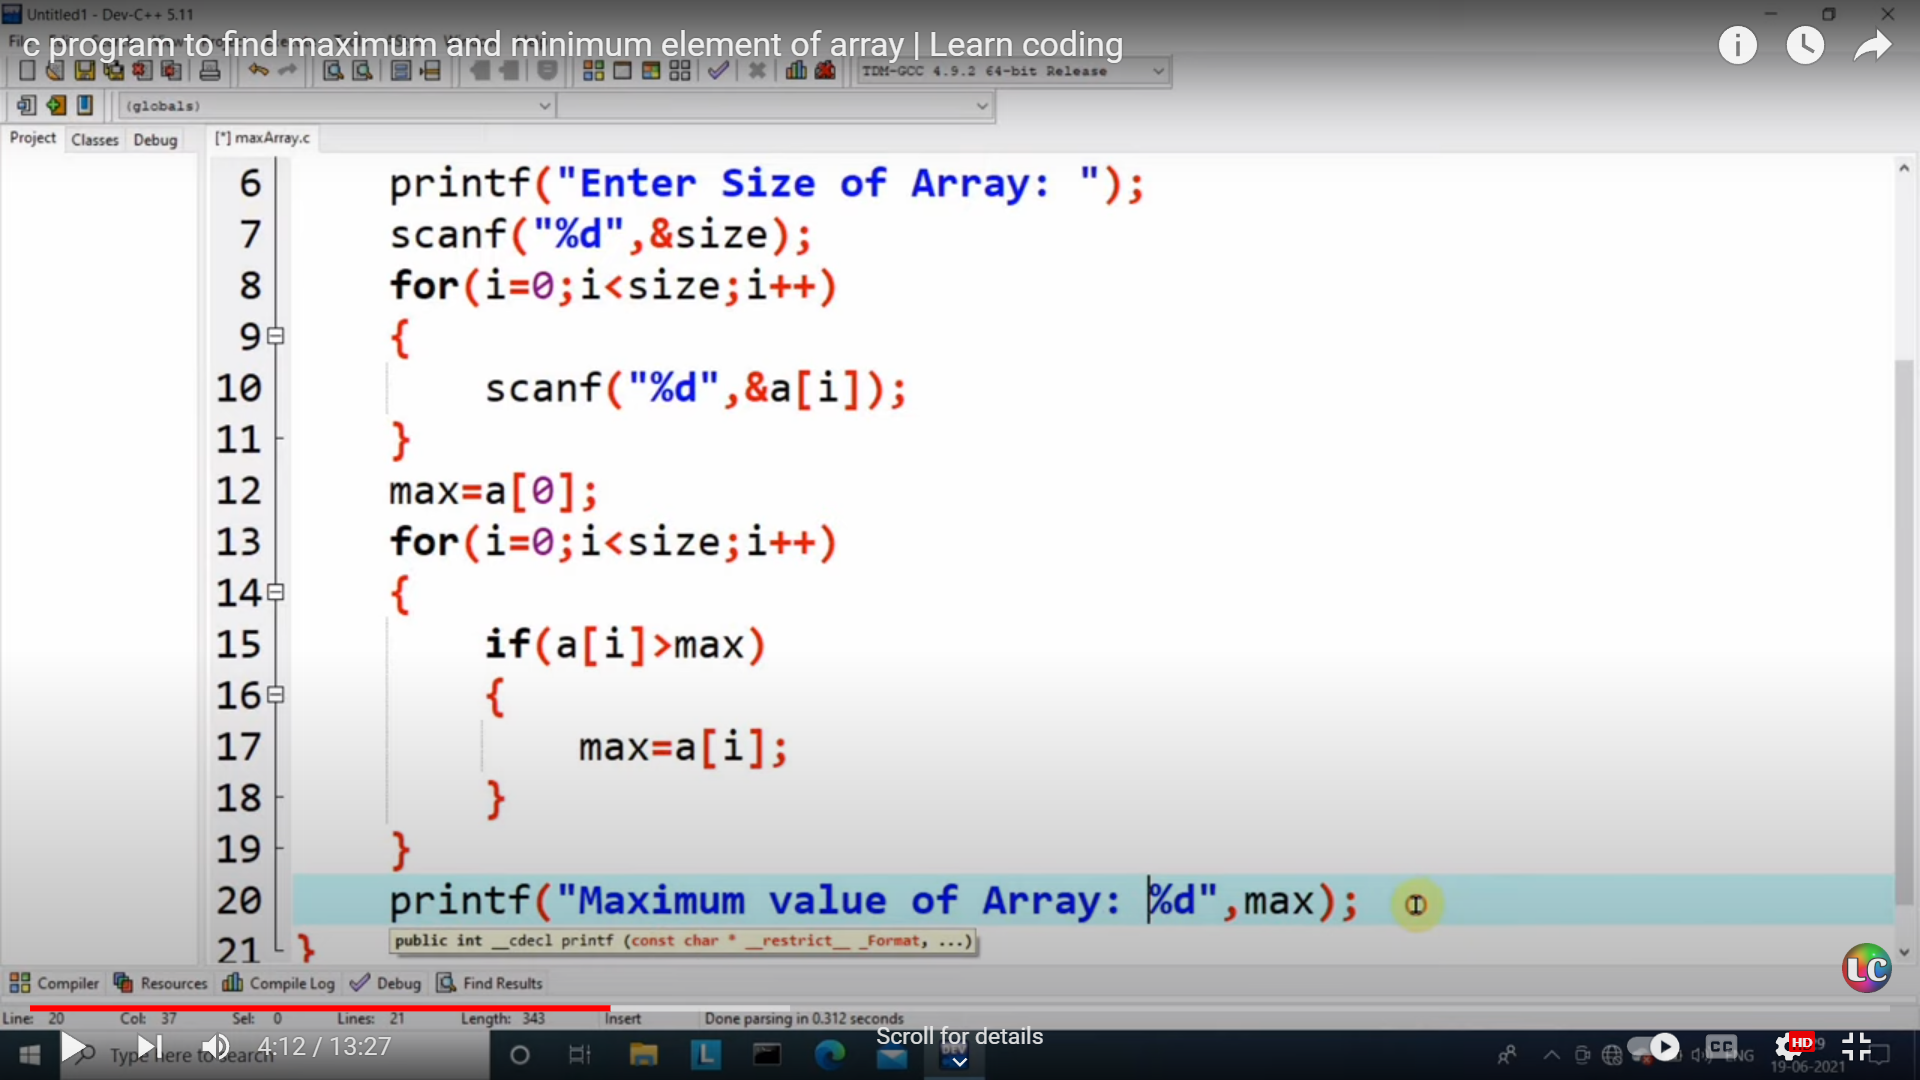 Untitled1 - Dev-C++ 5.11
c program to find maximum and minimum element of array | Learn coding
TDM-GCC 4.9.2 64-bit Release
(globals)
Project Classes Debug [*] maxArray.c
6 printf("Enter Size of Array: ");
7 scanf("%d",&size);
8 for(i=0;i<size;i++)
9 {
10 scanf("%d",&a[i]);
11 }
12 max=a[0];
13 for(i=0;i<size;i++)
14 {
15 if(a[i]>max)
16 {
17 max=a[i];
18 }
19 }
20 printf("Maximum value of Array: %d",max);
public int __cdecl printf (const char * __restrict__ _Format, ...)
21 }
LC
Compiler Resources Compile Log Debug Find Results
Line: 20 Col: 37 Sel: 0 Lines: 21 Length: 343 Insert Done parsing in 0.312 seconds
Scroll for details
Type here to search
4:12 / 13:27
DEV
L
CC
HD
ENG
19-06-2021